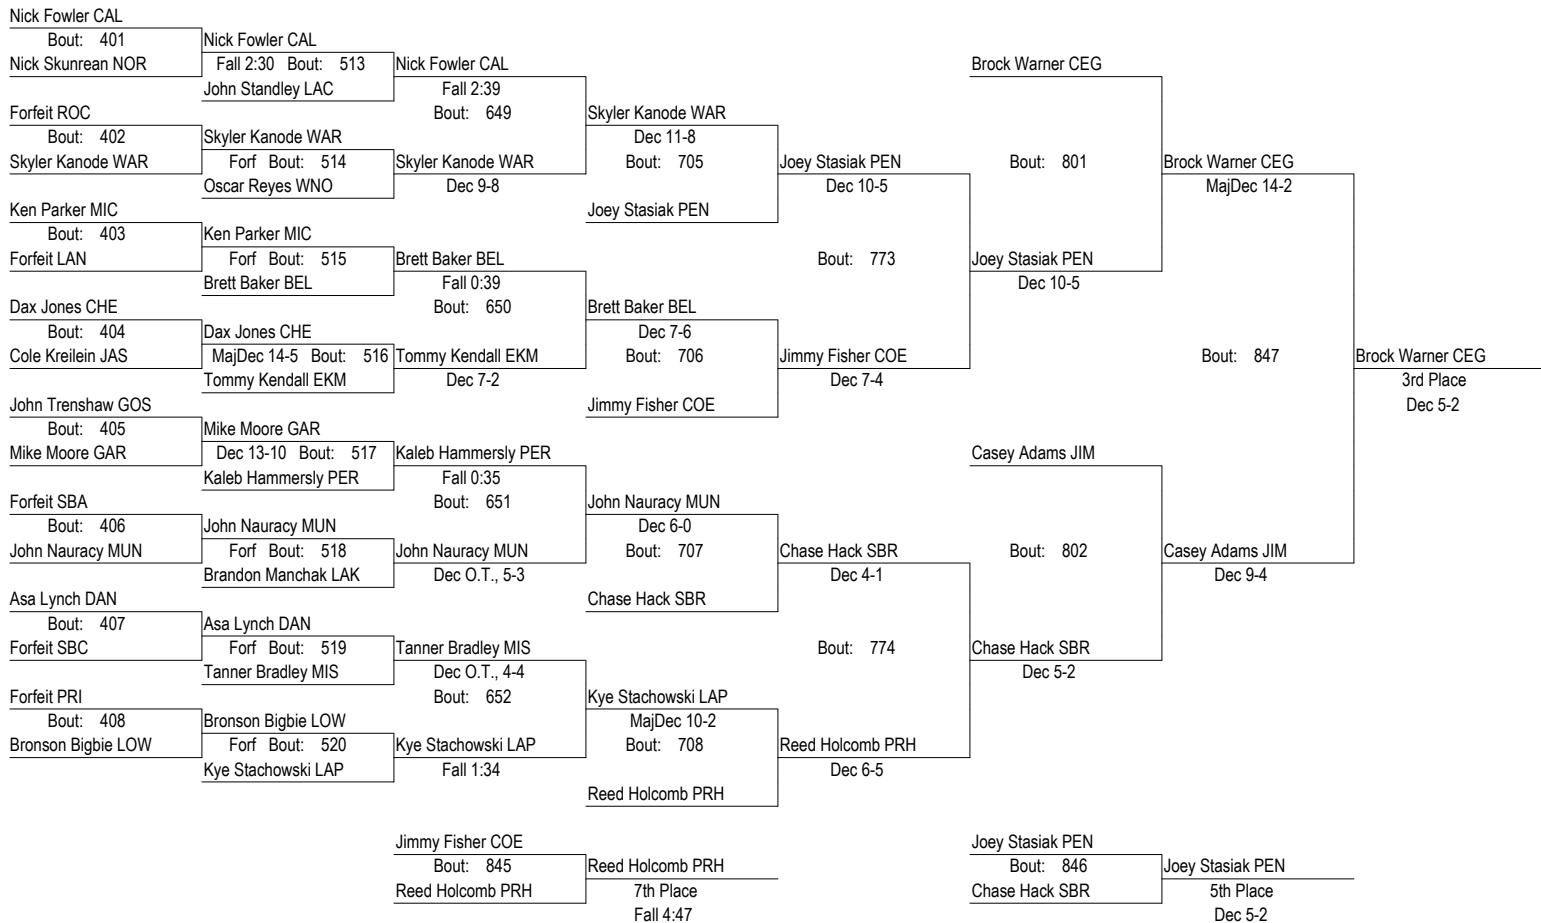 Nick Fowler CAL
Bout: 401 Nick Fowler CAL
Nick Skunrean NOR Fall 2:30 Bout: 513 Nick Fowler CAL Brock Warner CEG
John Standley LAC Fall 2:39
Forfeit ROC Bout: 649 Skyler Kanode WAR
Bout: 402 Skyler Kanode WAR Dec 11-8
Skyler Kanode WAR Forf Bout: 514 Skyler Kanode WAR Bout: 705 Joey Stasiak PEN Bout: 801 Brock Warner CEG
Oscar Reyes WNO Dec 9-8 Dec 10-5 MajDec 14-2
Ken Parker MIC Joey Stasiak PEN
Bout: 403 Ken Parker MIC
Forfeit LAN Forf Bout: 515 Brett Baker BEL Bout: 773 Joey Stasiak PEN
Brett Baker BEL Fall 0:39 Dec 10-5
Dax Jones CHE Bout: 650 Brett Baker BEL
Bout: 404 Dax Jones CHE Dec 7-6
Cole Kreilein JAS MajDec 14-5 Bout: 516 Tommy Kendall EKM Bout: 706 Jimmy Fisher COE Bout: 847 Brock Warner CEG
Tommy Kendall EKM Dec 7-2 Dec 7-4 3rd Place
John Trenshaw GOS Jimmy Fisher COE Dec 5-2
Bout: 405 Mike Moore GAR
Mike Moore GAR Dec 13-10 Bout: 517 Kaleb Hammersly PER Casey Adams JIM
Kaleb Hammersly PER Fall 0:35
Forfeit SBA Bout: 651 John Nauracy MUN
Bout: 406 John Nauracy MUN Dec 6-0
John Nauracy MUN Forf Bout: 518 John Nauracy MUN Bout: 707 Chase Hack SBR Bout: 802 Casey Adams JIM
Brandon Manchak LAK Dec O.T., 5-3 Dec 4-1 Dec 9-4
Asa Lynch DAN Chase Hack SBR
Bout: 407 Asa Lynch DAN
Forfeit SBC Forf Bout: 519 Tanner Bradley MIS Bout: 774 Chase Hack SBR
Tanner Bradley MIS Dec O.T., 4-4 Dec 5-2
Forfeit PRI Bout: 652 Kye Stachowski LAP
Bout: 408 Bronson Bigbie LOW MajDec 10-2
Bronson Bigbie LOW Forf Bout: 520 Kye Stachowski LAP Bout: 708 Reed Holcomb PRH
Kye Stachowski LAP Fall 1:34 Dec 6-5
Reed Holcomb PRH
Jimmy Fisher COE Joey Stasiak PEN
Bout: 845 Reed Holcomb PRH Bout: 846 Joey Stasiak PEN
Reed Holcomb PRH 7th Place Chase Hack SBR 5th Place
Fall 4:47 Dec 5-2